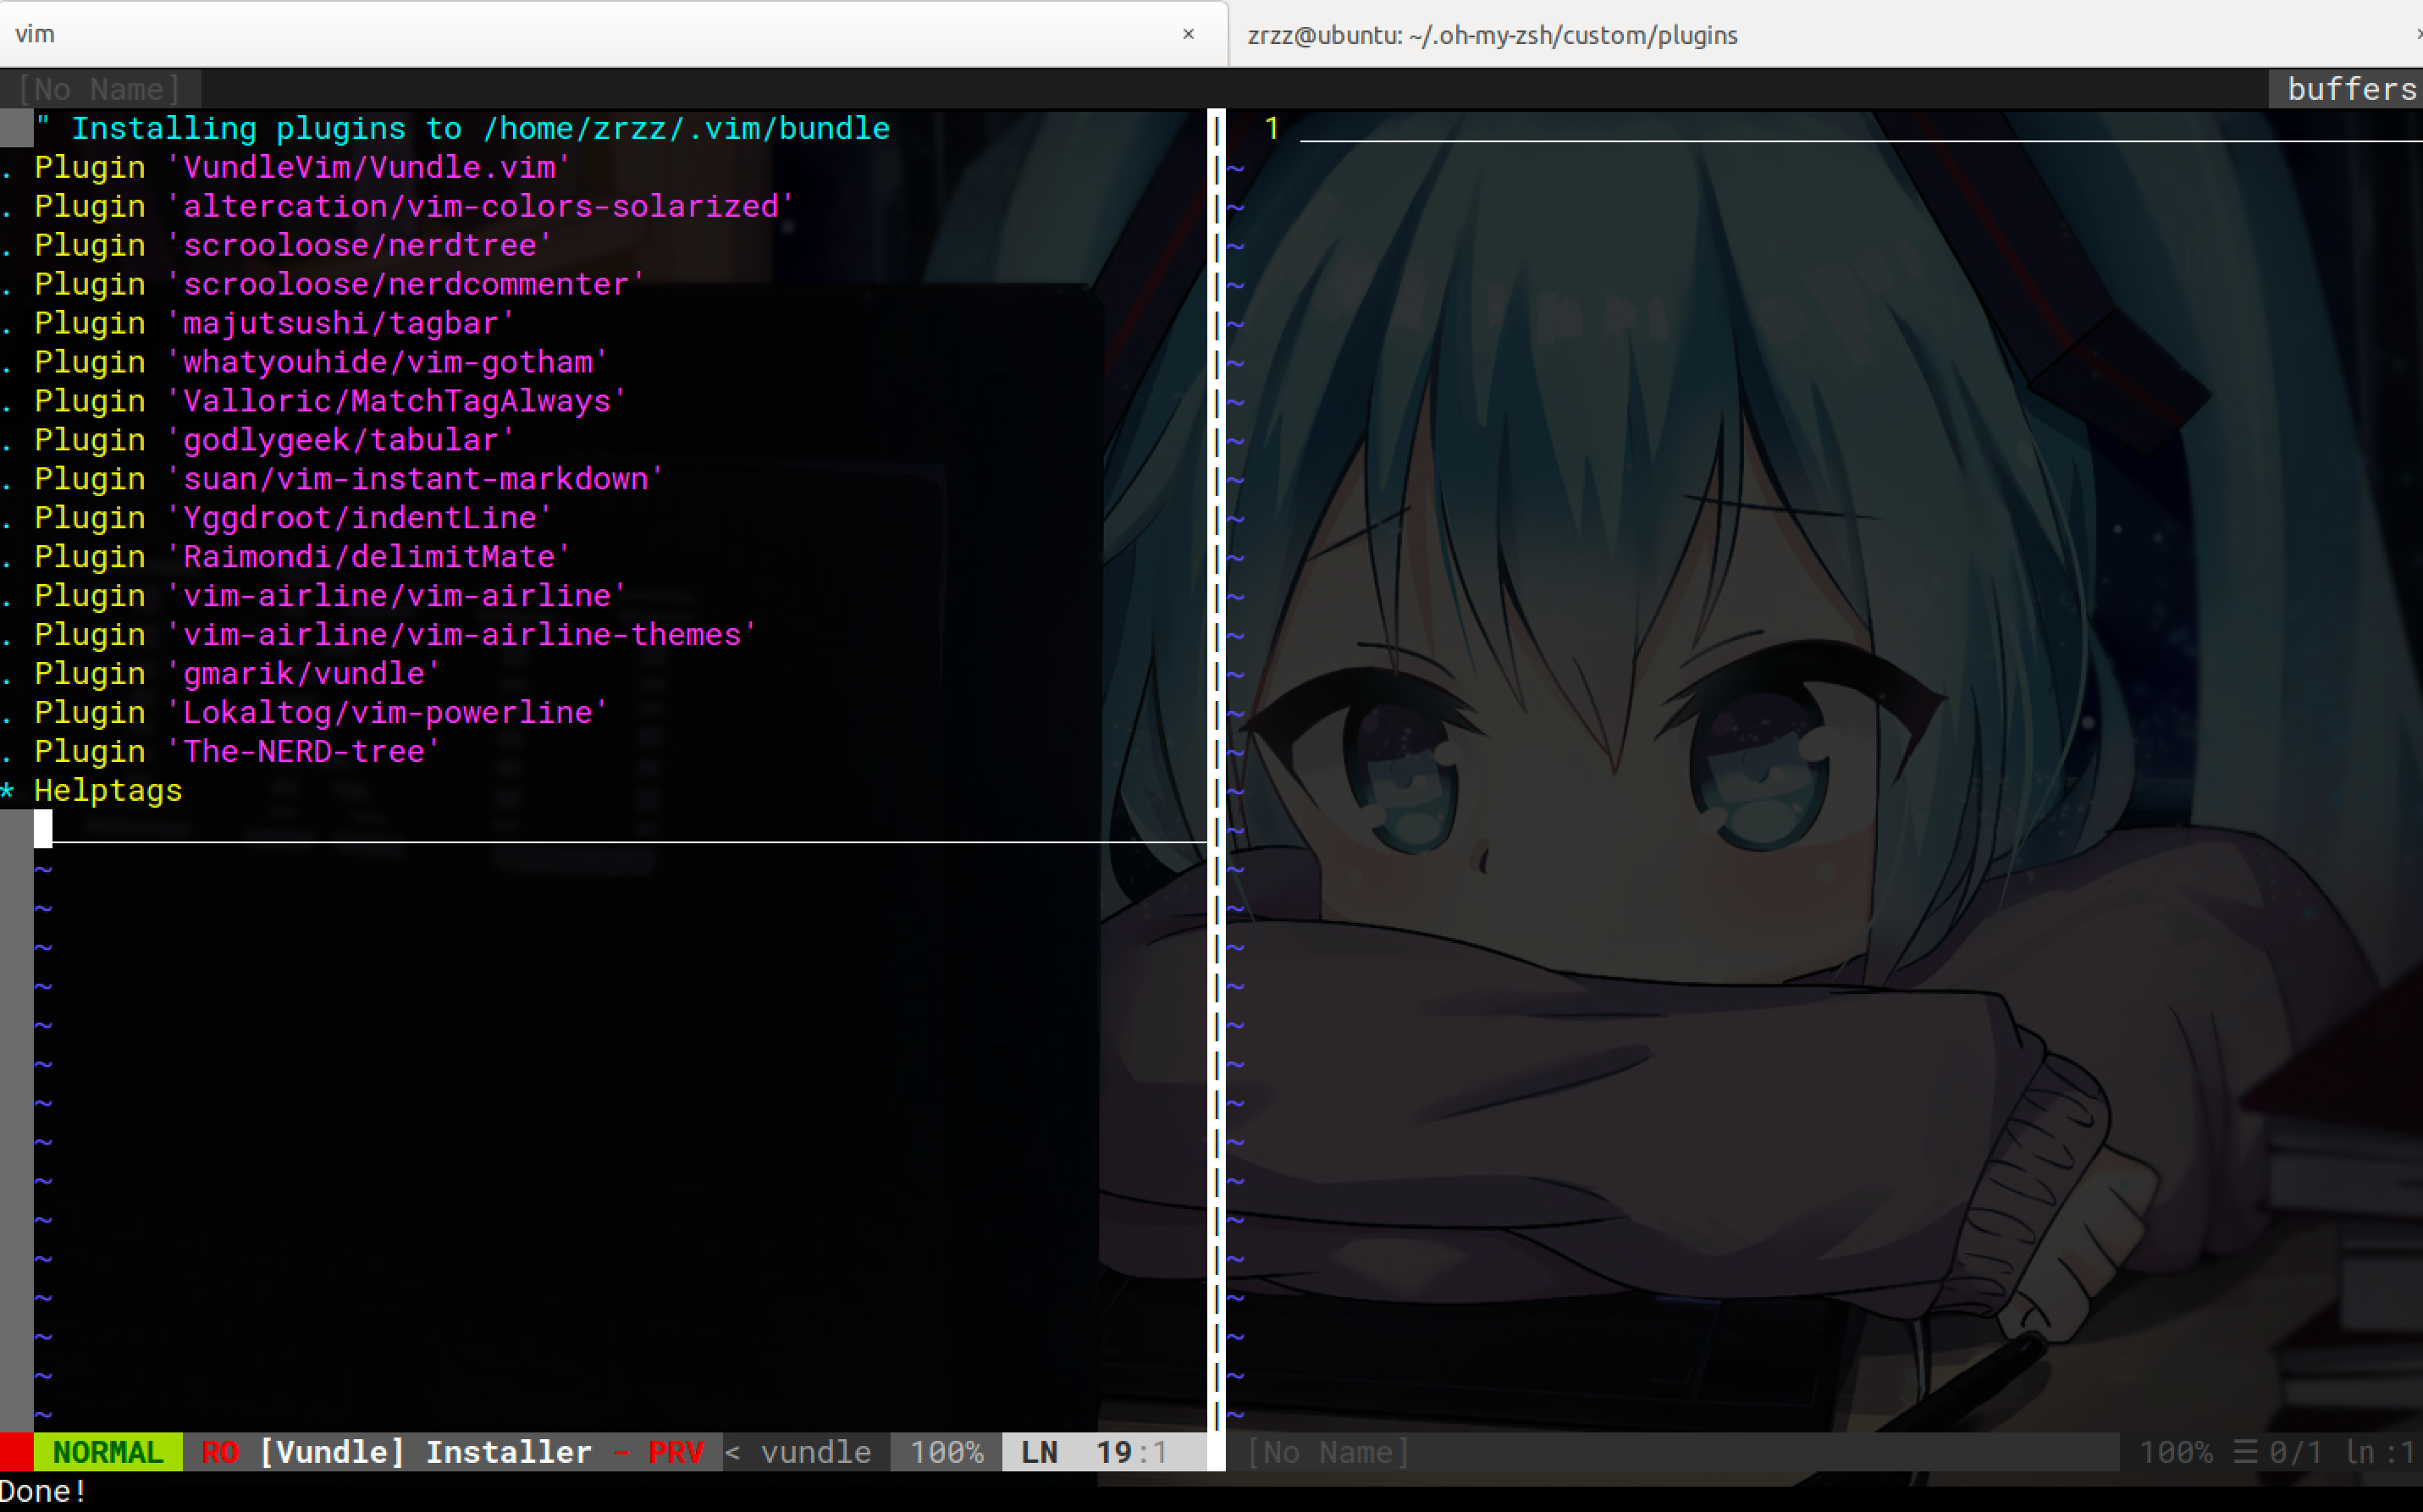 vim × zrzz@ubuntu: ~/.oh-my-zsh/custom/plugins ×
[No Name] buffers
" Installing plugins to /home/zrzz/.vim/bundle
. Plugin 'VundleVim/Vundle.vim'
. Plugin 'altercation/vim-colors-solarized'
. Plugin 'scrooloose/nerdtree'
. Plugin 'scrooloose/nerdcommenter'
. Plugin 'majutsushi/tagbar'
. Plugin 'whatyouhide/vim-gotham'
. Plugin 'Valloric/MatchTagAlways'
. Plugin 'godlygeek/tabular'
. Plugin 'suan/vim-instant-markdown'
. Plugin 'Yggdroot/indentLine'
. Plugin 'Raimondi/delimitMate'
. Plugin 'vim-airline/vim-airline'
. Plugin 'vim-airline/vim-airline-themes'
. Plugin 'gmarik/vundle'
. Plugin 'Lokaltog/vim-powerline'
. Plugin 'The-NERD-tree'
* Helptags
1
NORMAL RO [Vundle] Installer - PRV < vundle 100% LN 19:1
[No Name] 100% ☰ 0/1 ln :1
Done!